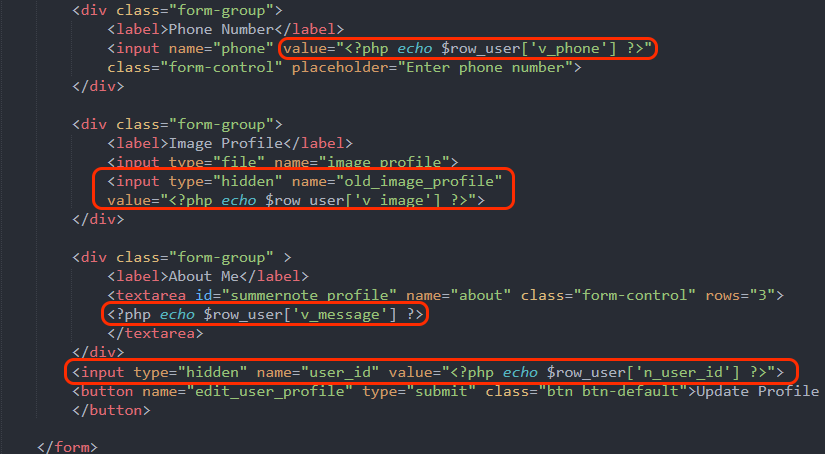 <div class="form-group">
<label>Phone Number</label>
<input name="phone" value="<?php echo $row_user['v_phone'] ?>"
class="form-control" placeholder="Enter phone number">
</div>
<div class="form-group">
<label>Image Profile</label>
<input type="file" name="image_profile">
<input type="hidden" name="old_image_profile"
value="<?php echo $row_user['v_image'] ?>">
</div>
<div class="form-group" >
<label>About Me</label>
<textarea id="summernote_profile" name="about" class="form-control" rows="3">
<?php echo $row_user['v_message'] ?>
</textarea>
</div>
<input type="hidden" name="user_id" value="<?php echo $row_user['n_user_id'] ?>">
<button name="edit_user_profile" type="submit" class="btn btn-default">Update Profile
</button>
</form>